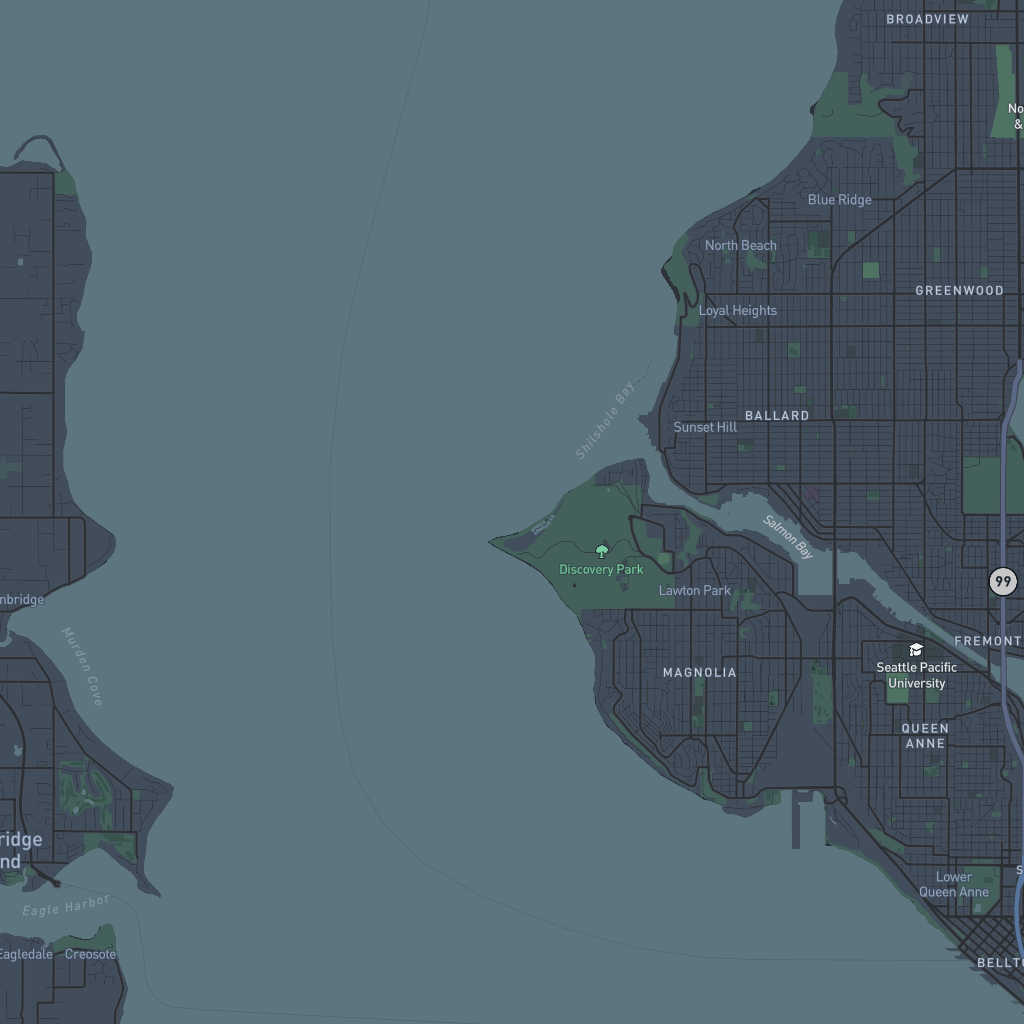 BROADVIEW
No
&
Blue Ridge
North Beach
GREENWOOD
Loyal Heights
Shilshole Bay
BALLARD
Sunset Hill
Salmon Bay
Discovery Park
99
Lawton Park
nbridge
Murden Cove
FREMONT
Seattle Pacific
University
MAGNOLIA
QUEEN
ANNE
ridge
nd
Lower
Queen Anne
S
Eagle Harbor
Eagledale
Creosote
BELLT